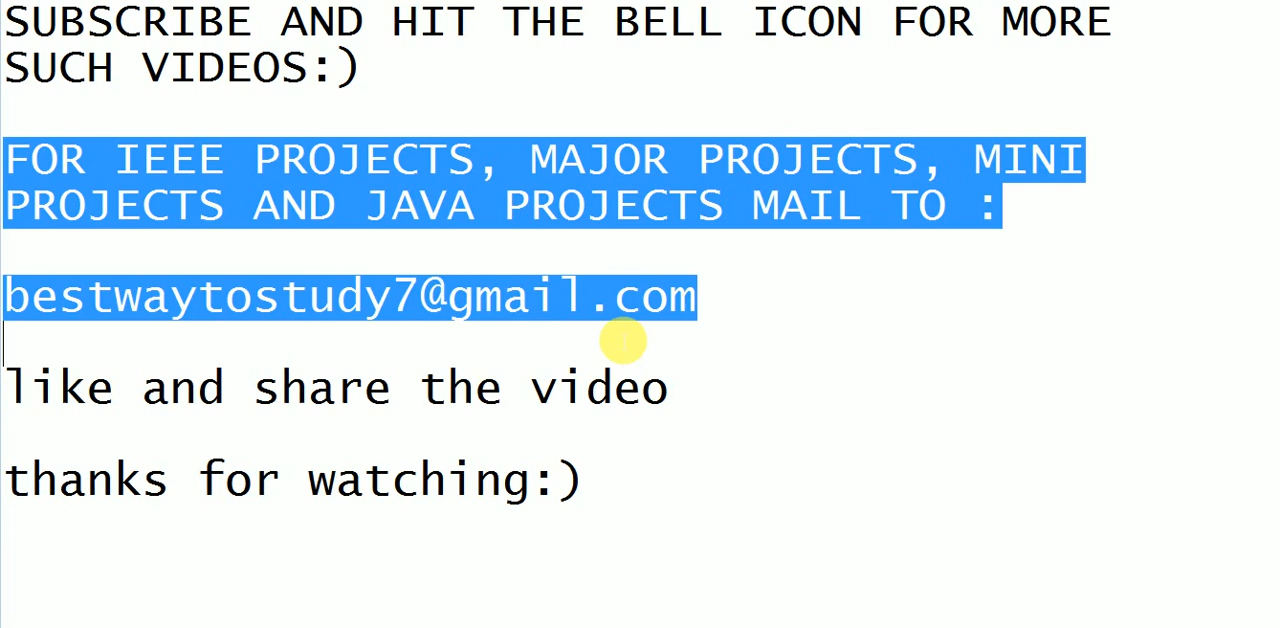 SUBSCRIBE AND HIT THE BELL ICON FOR MORE
SUCH VIDEOS:)
FOR IEEE PROJECTS, MAJOR PROJECTS, MINI
PROJECTS AND JAVA PROJECTS MAIL TO :
bestwaytostudy7@gmail.com
like and share the video
thanks for watching:)